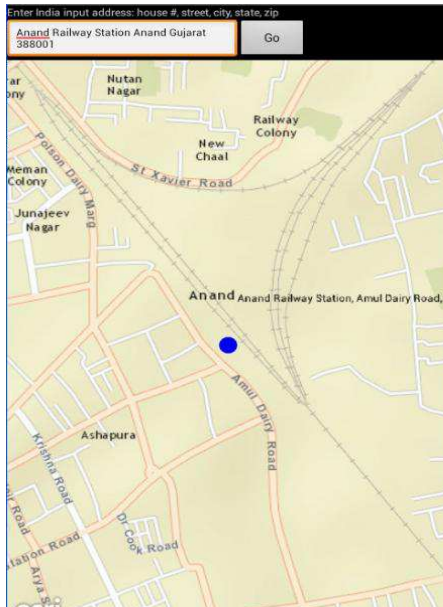 Enter India input address: house #, street, city, state, zip
Anand Railway Station Anand Gujarat
388001
Go
Nutan
Nagar
Railway
Colony
New
Chaal
St Xavier Road
Polson Dairy Marg
Meman
Colony
Junajeev
Nagar
Anand
Anand Railway Station, Amul Dairy Road,
Amul Dairy Road
Ashapura
Krishna Road
Dr Cook Road